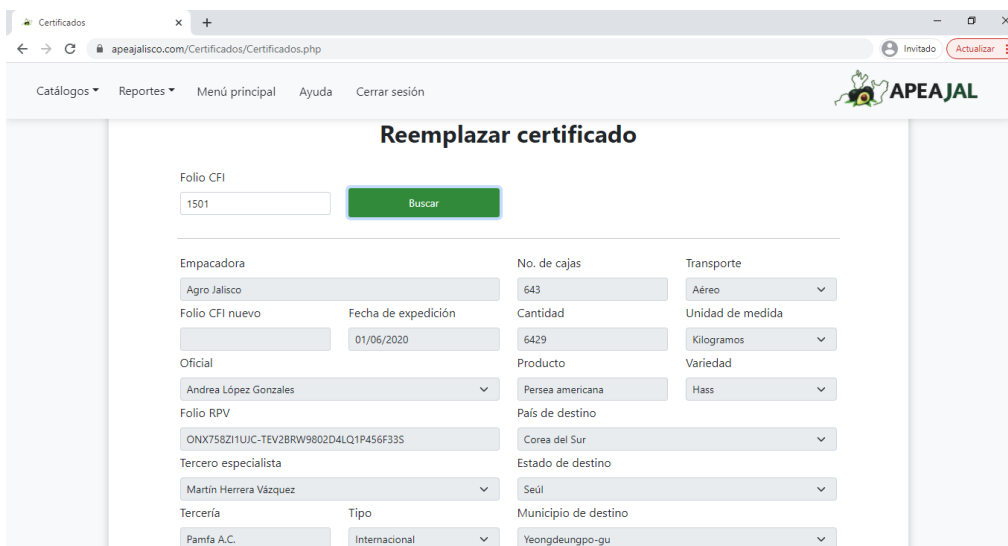 Certificados
apeajalisco.com/Certificados/Certificados.php
Invitado
Actualizar
Catálogos Reportes Menú principal Ayuda Cerrar sesión
APEAJAL
Reemplazar certificado
Folio CFI
1501 Buscar
Empacadora No. de cajas Transporte
Agro Jalisco 643 Aéreo
Folio CFI nuevo Fecha de expedición Cantidad Unidad de medida
01/06/2020 6429 Kilogramos
Oficial Producto Variedad
Andrea López Gonzales Persea americana Hass
Folio RPV País de destino
ONX758ZI1UJC-TEV2BRW9802D4LQ1P456F33S Corea del Sur
Tercero especialista Estado de destino
Martín Herrera Vázquez Seúl
Tercería Tipo Municipio de destino
Pamfa A.C. Internacional Yeongdeungpo-gu